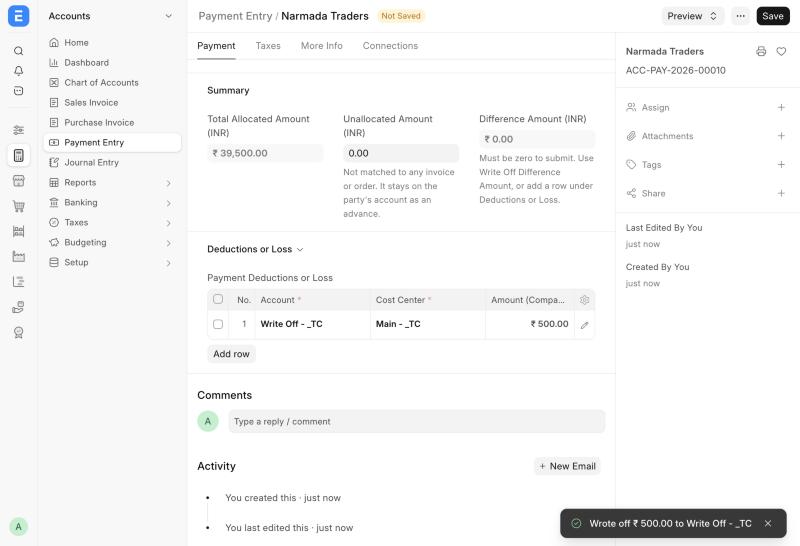 E
Accounts
Home
Dashboard
Chart of Accounts
Sales Invoice
Purchase Invoice
Payment Entry
Journal Entry
Reports
Banking
Taxes
Budgeting
Setup
A
Payment Entry / Narmada Traders Not Saved
Preview
Save
Payment Taxes More Info Connections
Summary
Total Allocated Amount
(INR)
₹ 39,500.00
Unallocated Amount
(INR)
0.00
Not matched to any invoice
or order. It stays on the
party's account as an
advance.
Difference Amount (INR)
₹ 0.00
Must be zero to submit. Use
Write Off Difference
Amount, or add a row under
Deductions or Loss.
Deductions or Loss
Payment Deductions or Loss
No. Account * Cost Center * Amount (Compa...
1 Write Off - _TC Main - _TC ₹ 500.00
Add row
Comments
A
Type a reply / comment
Activity
+ New Email
You created this · just now
You last edited this · just now
Narmada Traders
ACC-PAY-2026-00010
Assign
Attachments
Tags
Share
Last Edited By You
just now
Created By You
just now
Wrote off ₹ 500.00 to Write Off - _TC